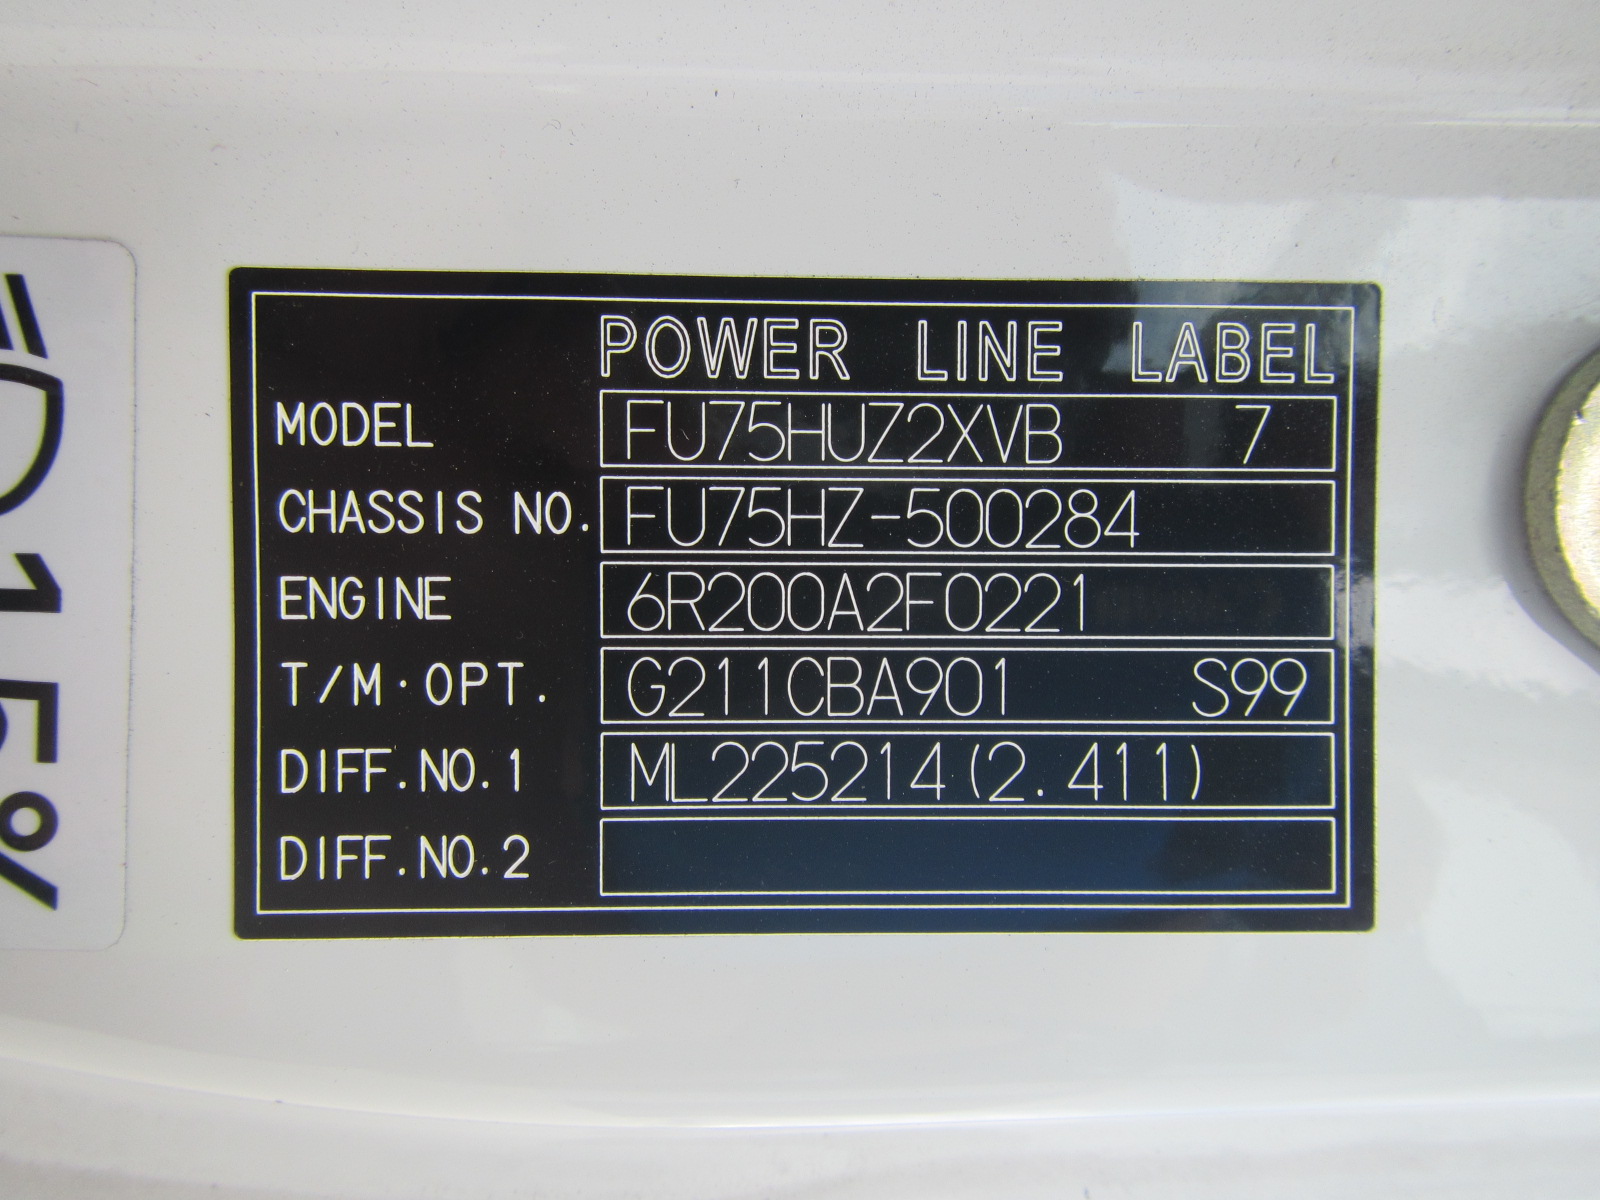 POWER LINE LABEL
MODEL FU75HUZ2XVB 7
CHASSIS NO. FU75HZ-500284
ENGINE 6R200A2F0221
T/M·OPT. G211CBA901 S99
DIFF.NO.1 ML225214(2.411)
DIFF.NO.2
D15%